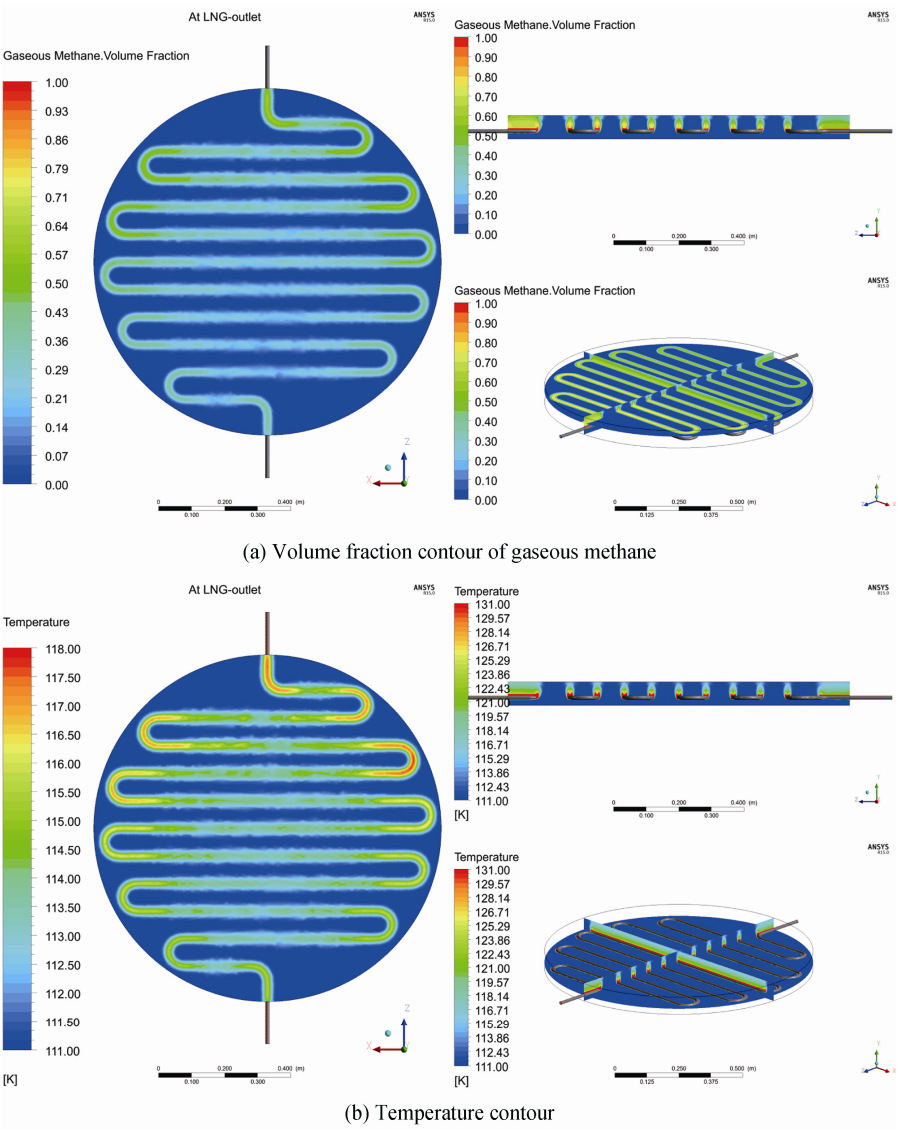 At LNG-outlet
ANSYS
R15.0
Gaseous Methane.Volume Fraction
1.00
0.93
0.86
0.79
0.71
0.64
0.57
0.50
0.43
0.36
0.29
0.21
0.14
0.07
0.00
Z
X
Y
0 0.200 0.400 (m)
0.100 0.300
ANSYS
R15.0
Gaseous Methane.Volume Fraction
1.00
0.90
0.80
0.70
0.60
0.50
0.40
0.30
0.20
0.10
0.00
0 0.200 0.400 (m)
0.100 0.300
Y
Z
X
ANSYS
R15.0
Gaseous Methane.Volume Fraction
1.00
0.90
0.80
0.70
0.60
0.50
0.40
0.30
0.20
0.10
0.00
0 0.250 0.500 (m)
0.125 0.375
Y
Z
X
(a) Volume fraction contour of gaseous methane
At LNG-outlet
ANSYS
R15.0
Temperature
118.00
117.50
117.00
116.50
116.00
115.50
115.00
114.50
114.00
113.50
113.00
112.50
112.00
111.50
111.00
[K]
Z
X
Y
0 0.200 0.400 (m)
0.100 0.300
ANSYS
R15.0
Temperature
131.00
129.57
128.14
126.71
125.29
123.86
122.43
121.00
119.57
118.14
116.71
115.29
113.86
112.43
111.00
[K]
0 0.200 0.400 (m)
0.100 0.300
Y
Z
X
ANSYS
R15.0
Temperature
131.00
129.57
128.14
126.71
125.29
123.86
122.43
121.00
119.57
118.14
116.71
115.29
113.86
112.43
111.00
[K]
0 0.250 0.500 (m)
0.125 0.375
Y
Z
X
(b) Temperature contour